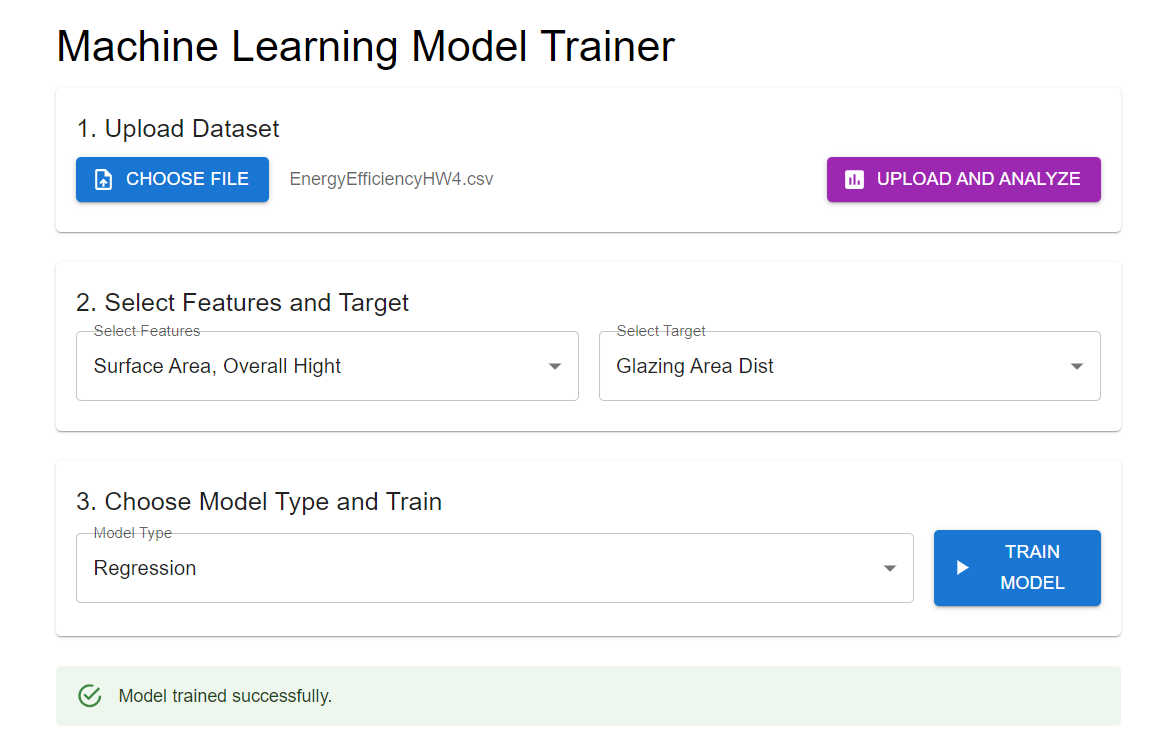 Machine Learning Model Trainer
1. Upload Dataset
CHOOSE FILE
EnergyEfficiencyHW4.csv
UPLOAD AND ANALYZE
2. Select Features and Target
Select Features
Surface Area, Overall Hight
Select Target
Glazing Area Dist
3. Choose Model Type and Train
Model Type
Regression
TRAIN
MODEL
Model trained successfully.